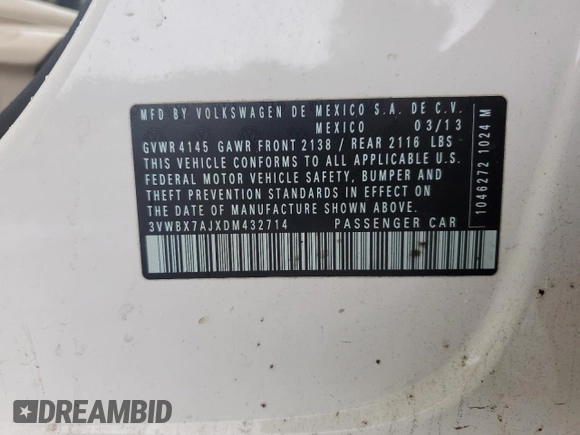 MFD BY VOLKSWAGEN DE MEXICO S.A. DE C.V.
MEXICO 03/13
GVWR 4145 GAWR FRONT 2138 / REAR 2116 LBS
THIS VEHICLE CONFORMS TO ALL APPLICABLE U.S.
FEDERAL MOTOR VEHICLE SAFETY, BUMPER AND
THEFT PREVENTION STANDARDS IN EFFECT ON
THE DATE OF MANUFACTURE SHOWN ABOVE.
3VWBX7AJXDM432714 PASSENGER CAR
1046272 1024 M
DREAMBID